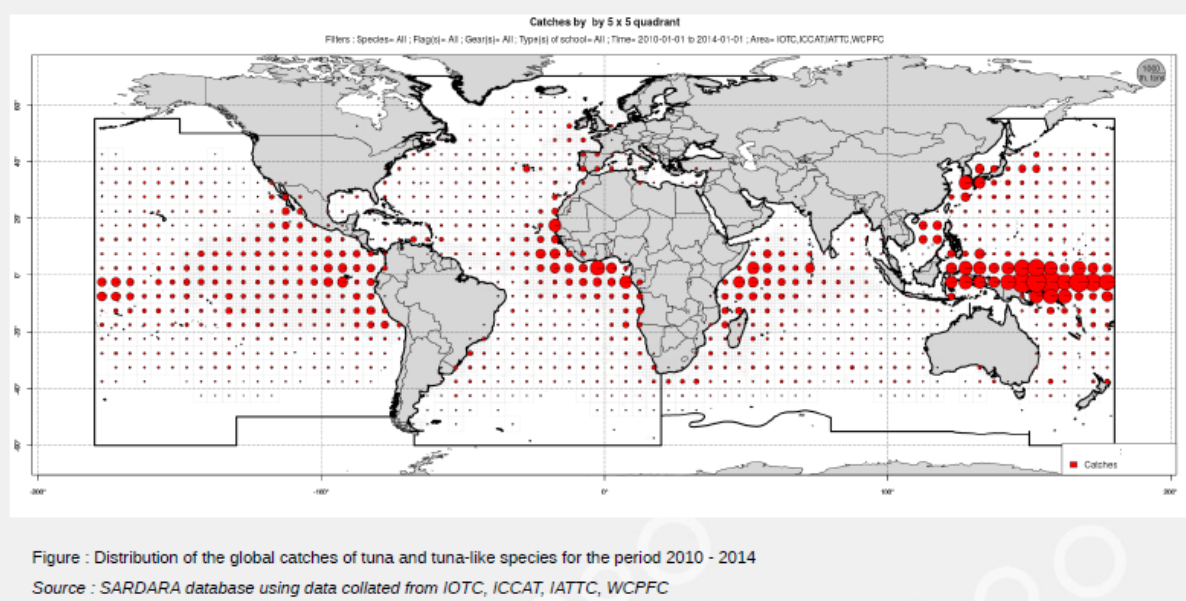 Catches by by 5 x 5 quadrant
Filters : Species= All ; Flag(s)= All ; Gear(s)= All ; Type(s) of school= All ; Time= 2010-01-01 to 2014-01-01 ; Area= IOTC,ICCAT,IATTC,WCPFC
1000
th. tons
40°
20°
0°
Catches
-200°
-100°
0°
100°
200°
Figure : Distribution of the global catches of tuna and tuna-like species for the period 2010 - 2014
Source : SARDARA database using data collated from IOTC, ICCAT, IATTC, WCPFC